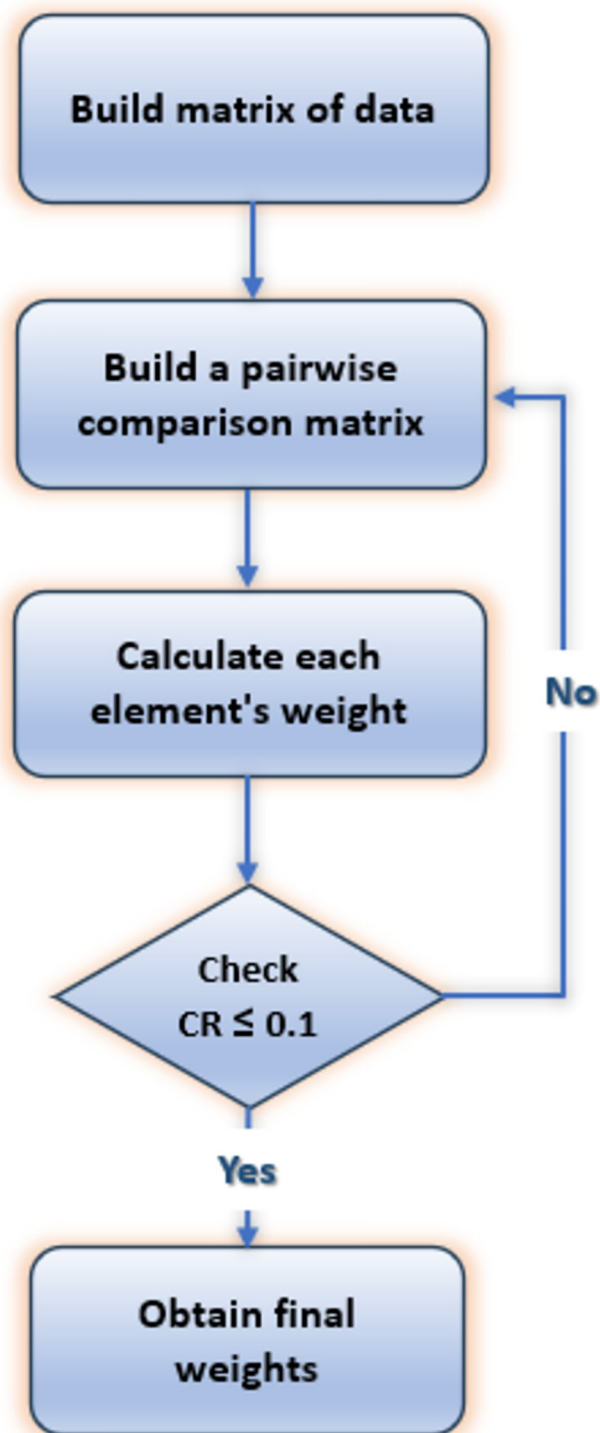 Build matrix of data
Build a pairwise
comparison matrix
Calculate each
element's weight
No
Check
CR ≤ 0.1
Yes
Obtain final
weights